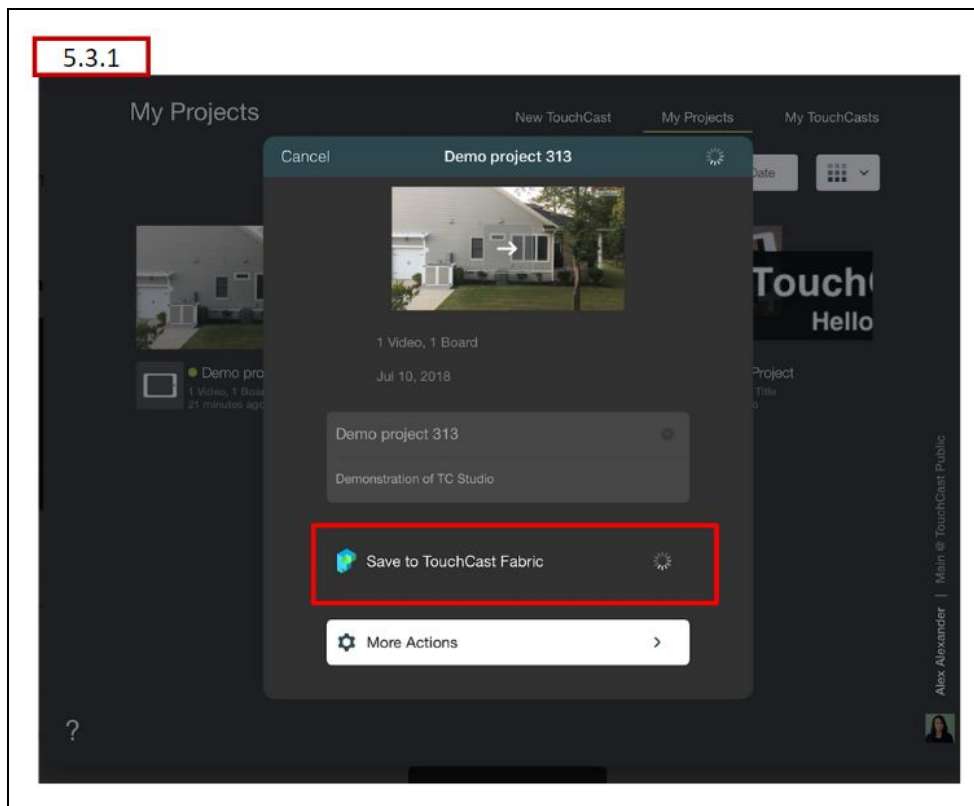 5.3.1
My Projects
New TouchCast My Projects My TouchCasts
Cancel Demo project 313
Date
Touch
Hello
1 Video, 1 Board
Jul 10, 2018
Demo pro
1 Video, 1 Boa
21 minutes ago
Project
Title
Demo project 313
Demonstration of TC Studio
Save to TouchCast Fabric
More Actions
Alex Alexander | Main @ TouchCast Public
?